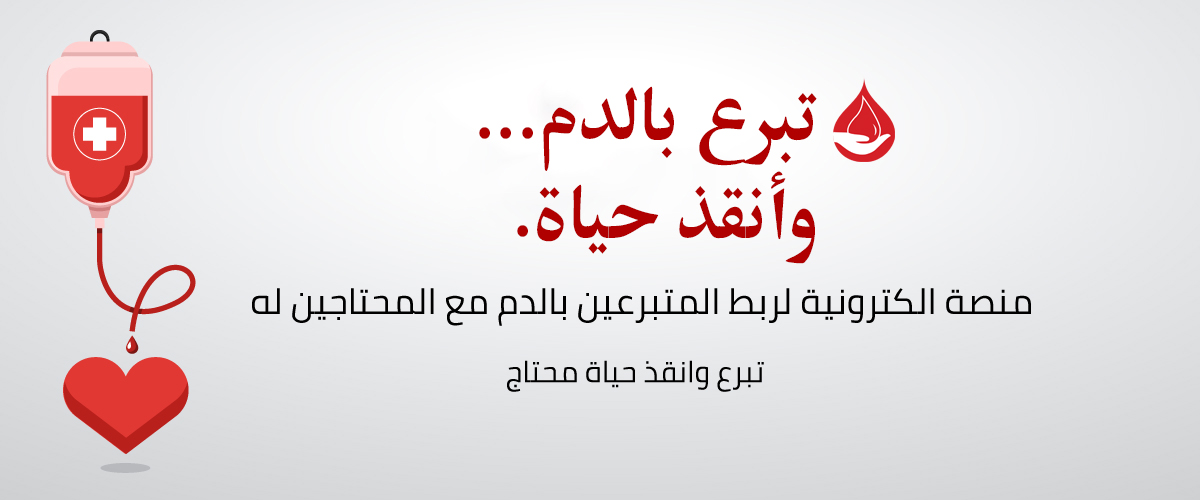 تبرع بالدم...
وأنقذ حياة.
منصة الكترونية لربط المتبرعين بالدم مع المحتاجين له
تبرع وانقذ حياة محتاج